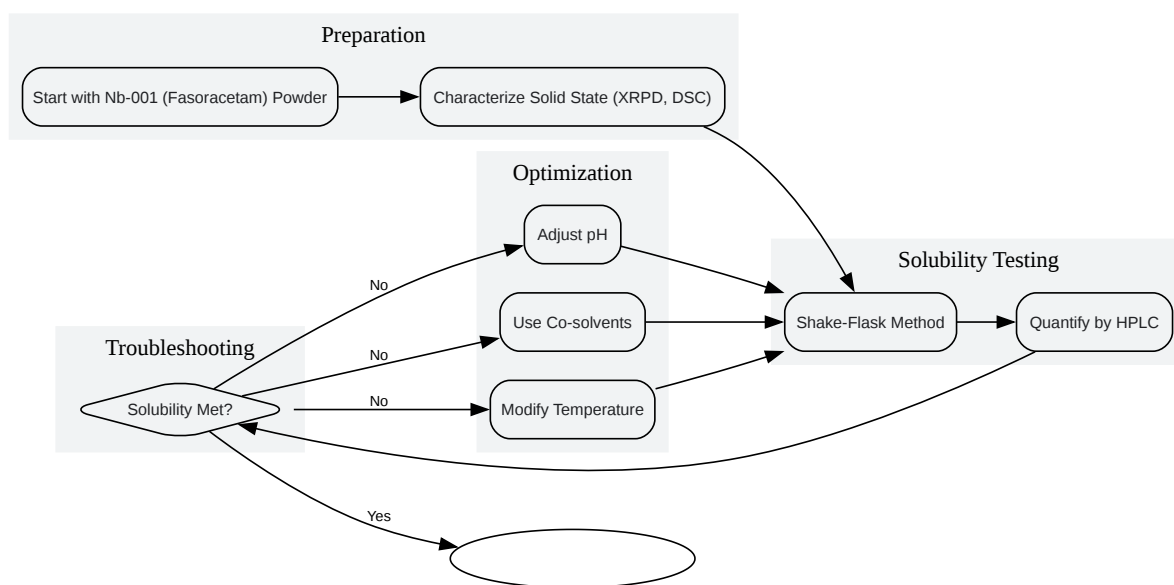 Preparation
Start with Nb-001 (Fasoracetam) Powder
Characterize Solid State (XRPD, DSC)
Optimization
Adjust pH
Solubility Testing
No
Use Co-solvents
Shake-Flask Method
Quantify by HPLC
Troubleshooting
No
Solubility Met?
No
Modify Temperature
Yes